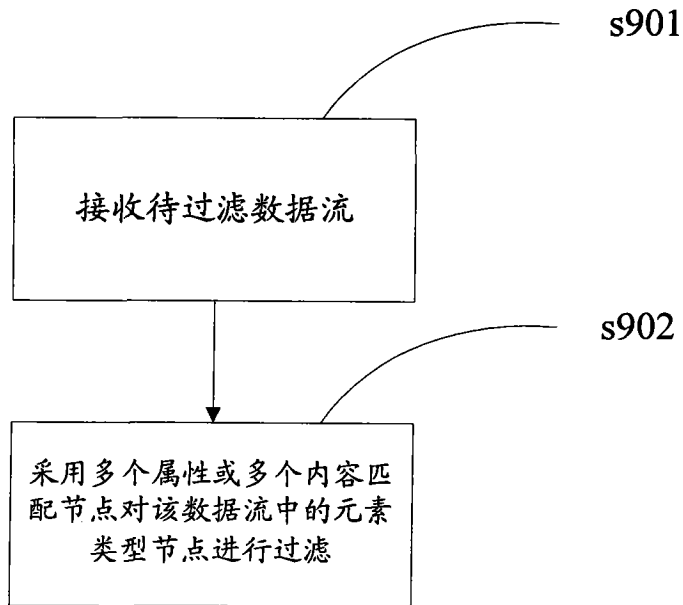 s901
接收待过滤数据流
s902
采用多个属性或多个内容匹
配节点对该数据流中的元素
类型节点进行过滤